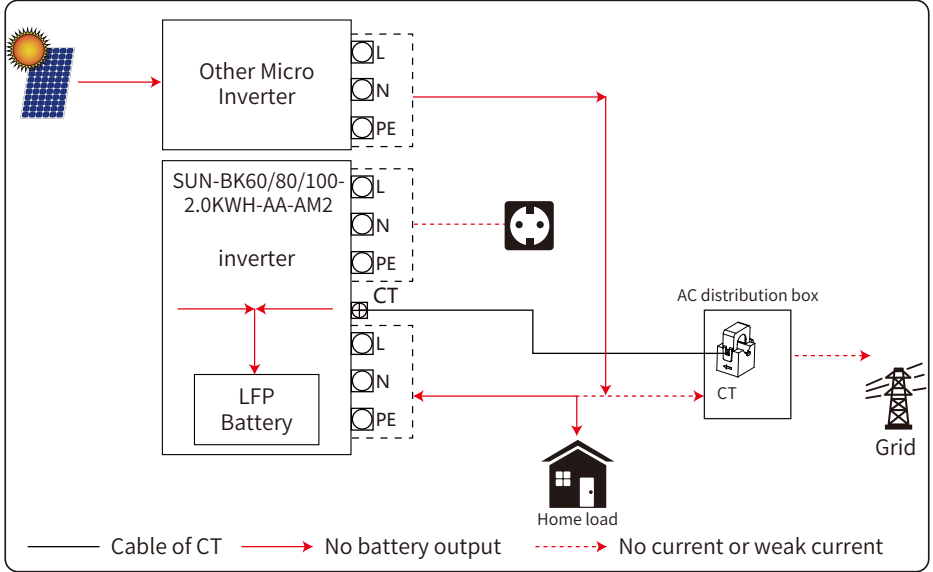 Other Micro
Inverter
L
N
PE
SUN-BK60/80/100-
2.0KWH-AA-AM2
inverter
L
N
PE
CT
L
N
PE
LFP
Battery
AC distribution box
CT
Grid
Home load
Cable of CT
No battery output
No current or weak current